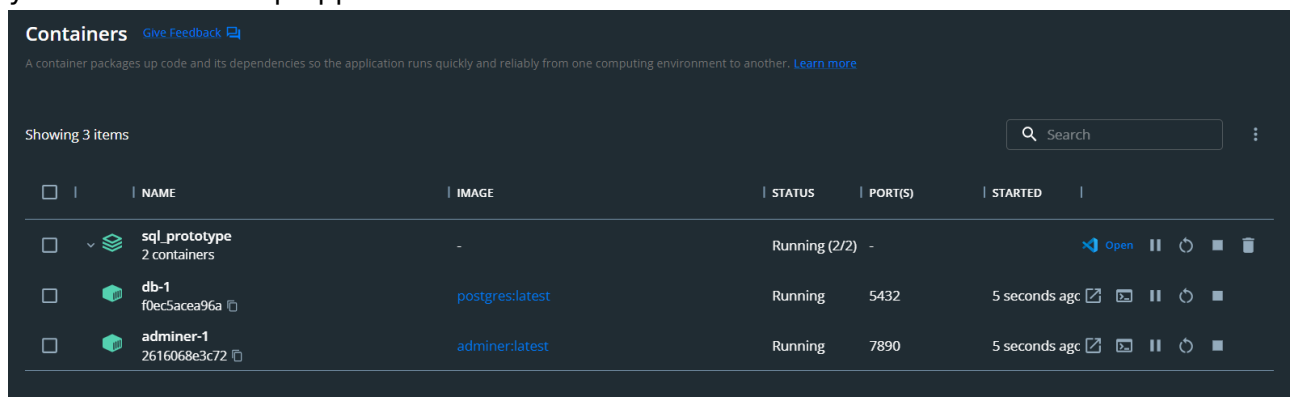 Containers Give Feedback
A container packages up code and its dependencies so the application runs quickly and reliably from one computing environment to another. Learn more
Showing 3 items
Search
NAME IMAGE STATUS PORT(S) STARTED
sql_prototype
2 containers
- Running (2/2) - Open
db-1
f0ec5acea96a
postgres:latest Running 5432 5 seconds agc
adminer-1
2616068e3c72
adminer:latest Running 7890 5 seconds agc